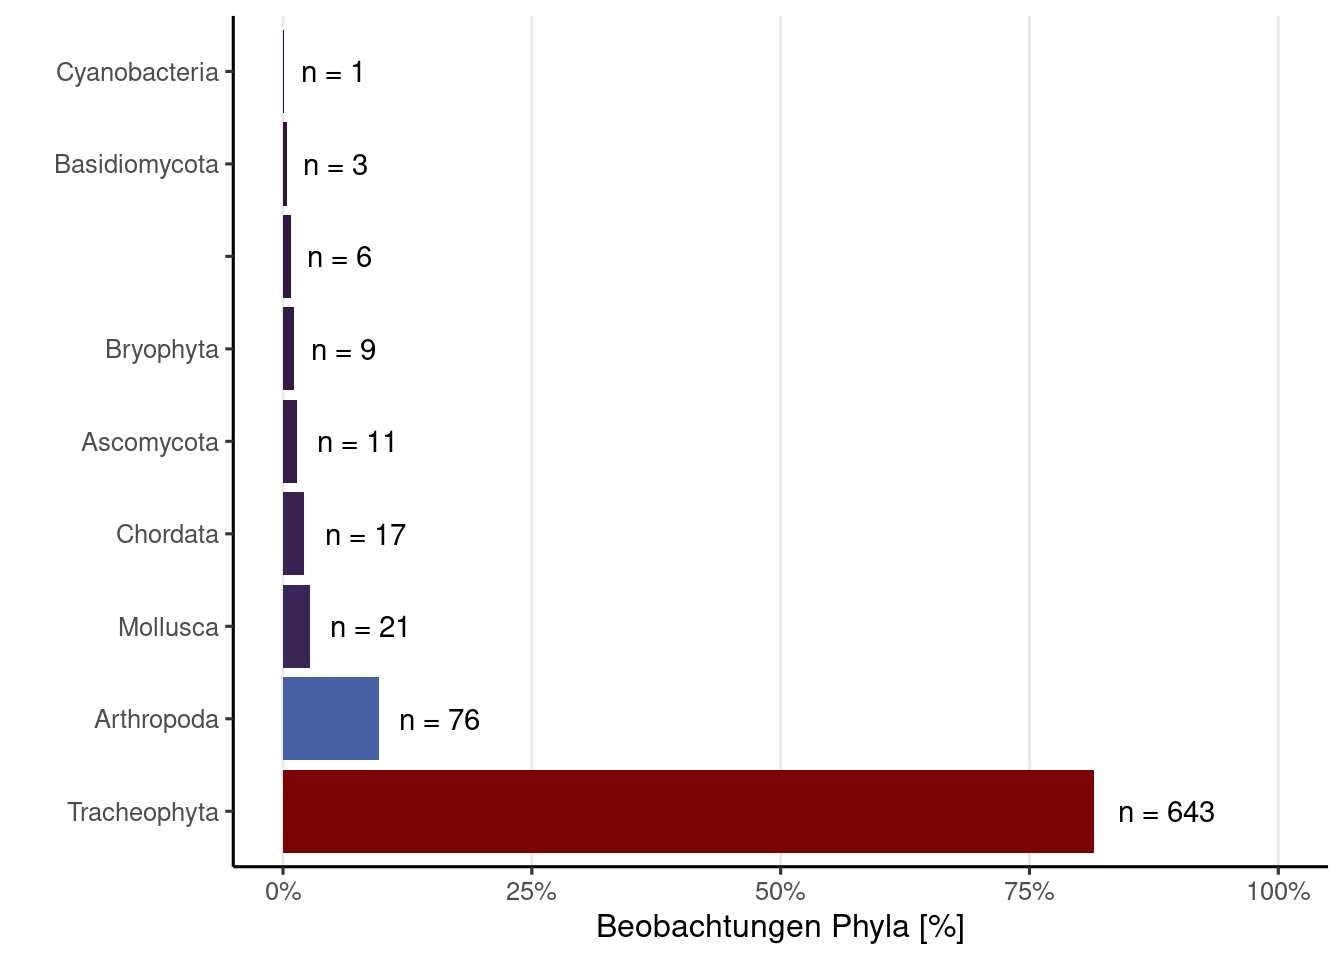 Cyanobacteria n = 1
Basidiomycota n = 3
n = 6
Bryophyta n = 9
Ascomycota n = 11
Chordata n = 17
Mollusca n = 21
Arthropoda n = 76
Tracheophyta n = 643
0% 25% 50% 75% 100%
Beobachtungen Phyla [%]